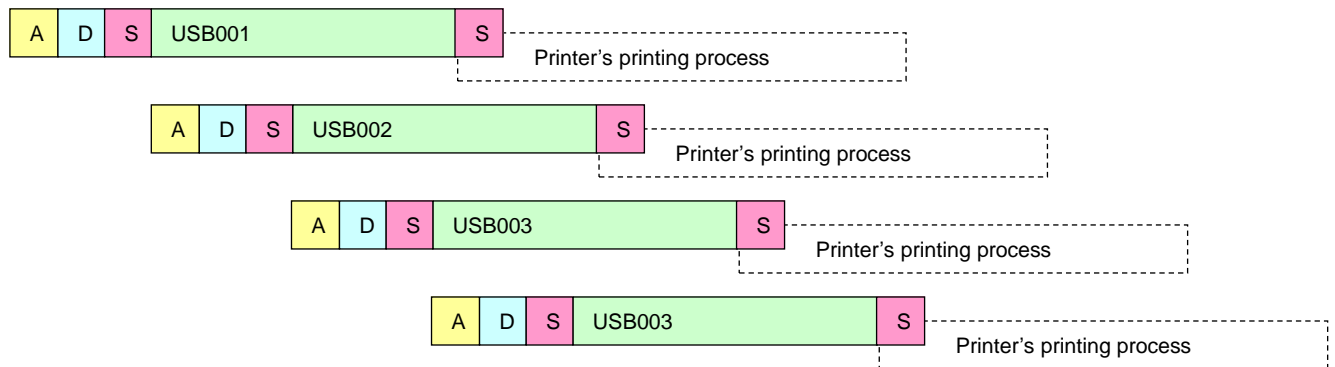 A D S USB001 S
Printer's printing process
A D S USB002 S
Printer's printing process
A D S USB003 S
Printer's printing process
A D S USB003 S
Printer's printing process